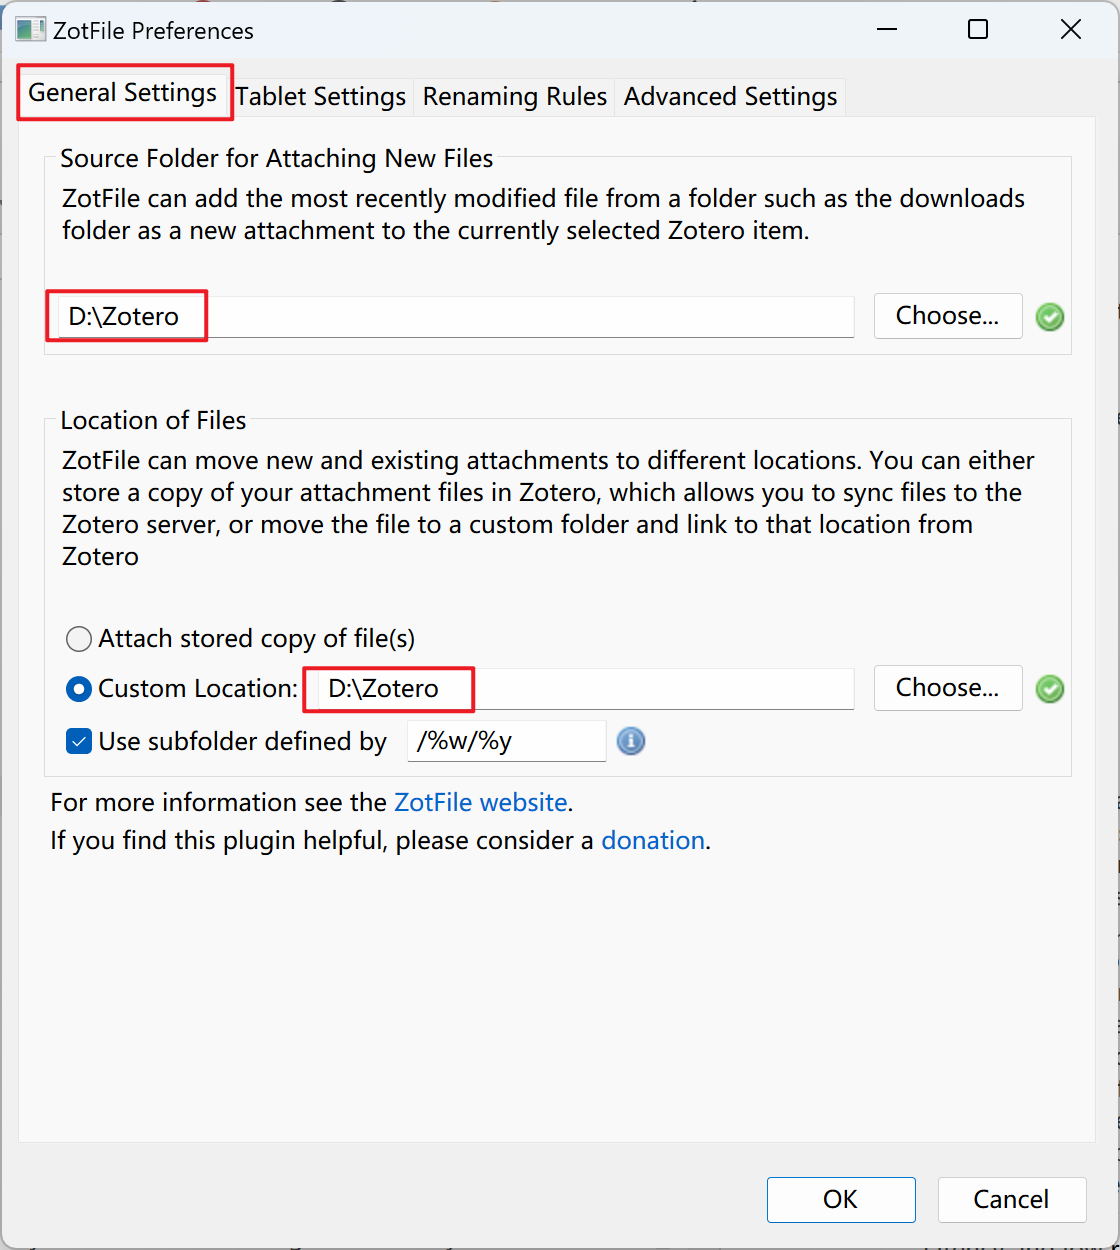 ZotFile Preferences
General Settings Tablet Settings Renaming Rules Advanced Settings
Source Folder for Attaching New Files
ZotFile can add the most recently modified file from a folder such as the downloads
folder as a new attachment to the currently selected Zotero item.
D:\Zotero Choose...
Location of Files
ZotFile can move new and existing attachments to different locations. You can either
store a copy of your attachment files in Zotero, which allows you to sync files to the
Zotero server, or move the file to a custom folder and link to that location from
Zotero
Attach stored copy of file(s)
Custom Location: D:\Zotero Choose...
Use subfolder defined by /%w/%y
For more information see the ZotFile website.
If you find this plugin helpful, please consider a donation.
OK Cancel